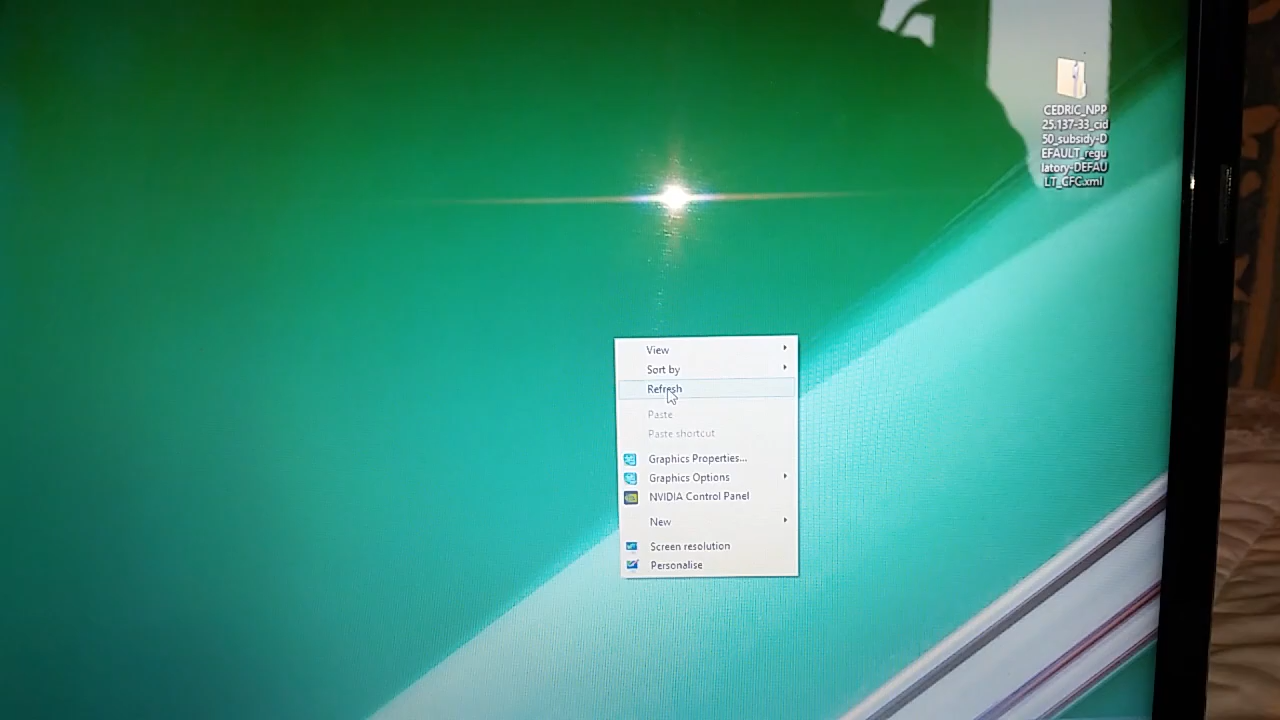 CEDRIC_NPP
25.137-33_cid
50_subsidy-D
EFAULT_regu
latory-DEFAU
LT_CFC.xml
View
Sort by
Refresh
Paste
Paste shortcut
Graphics Properties...
Graphics Options
NVIDIA Control Panel
New
Screen resolution
Personalise